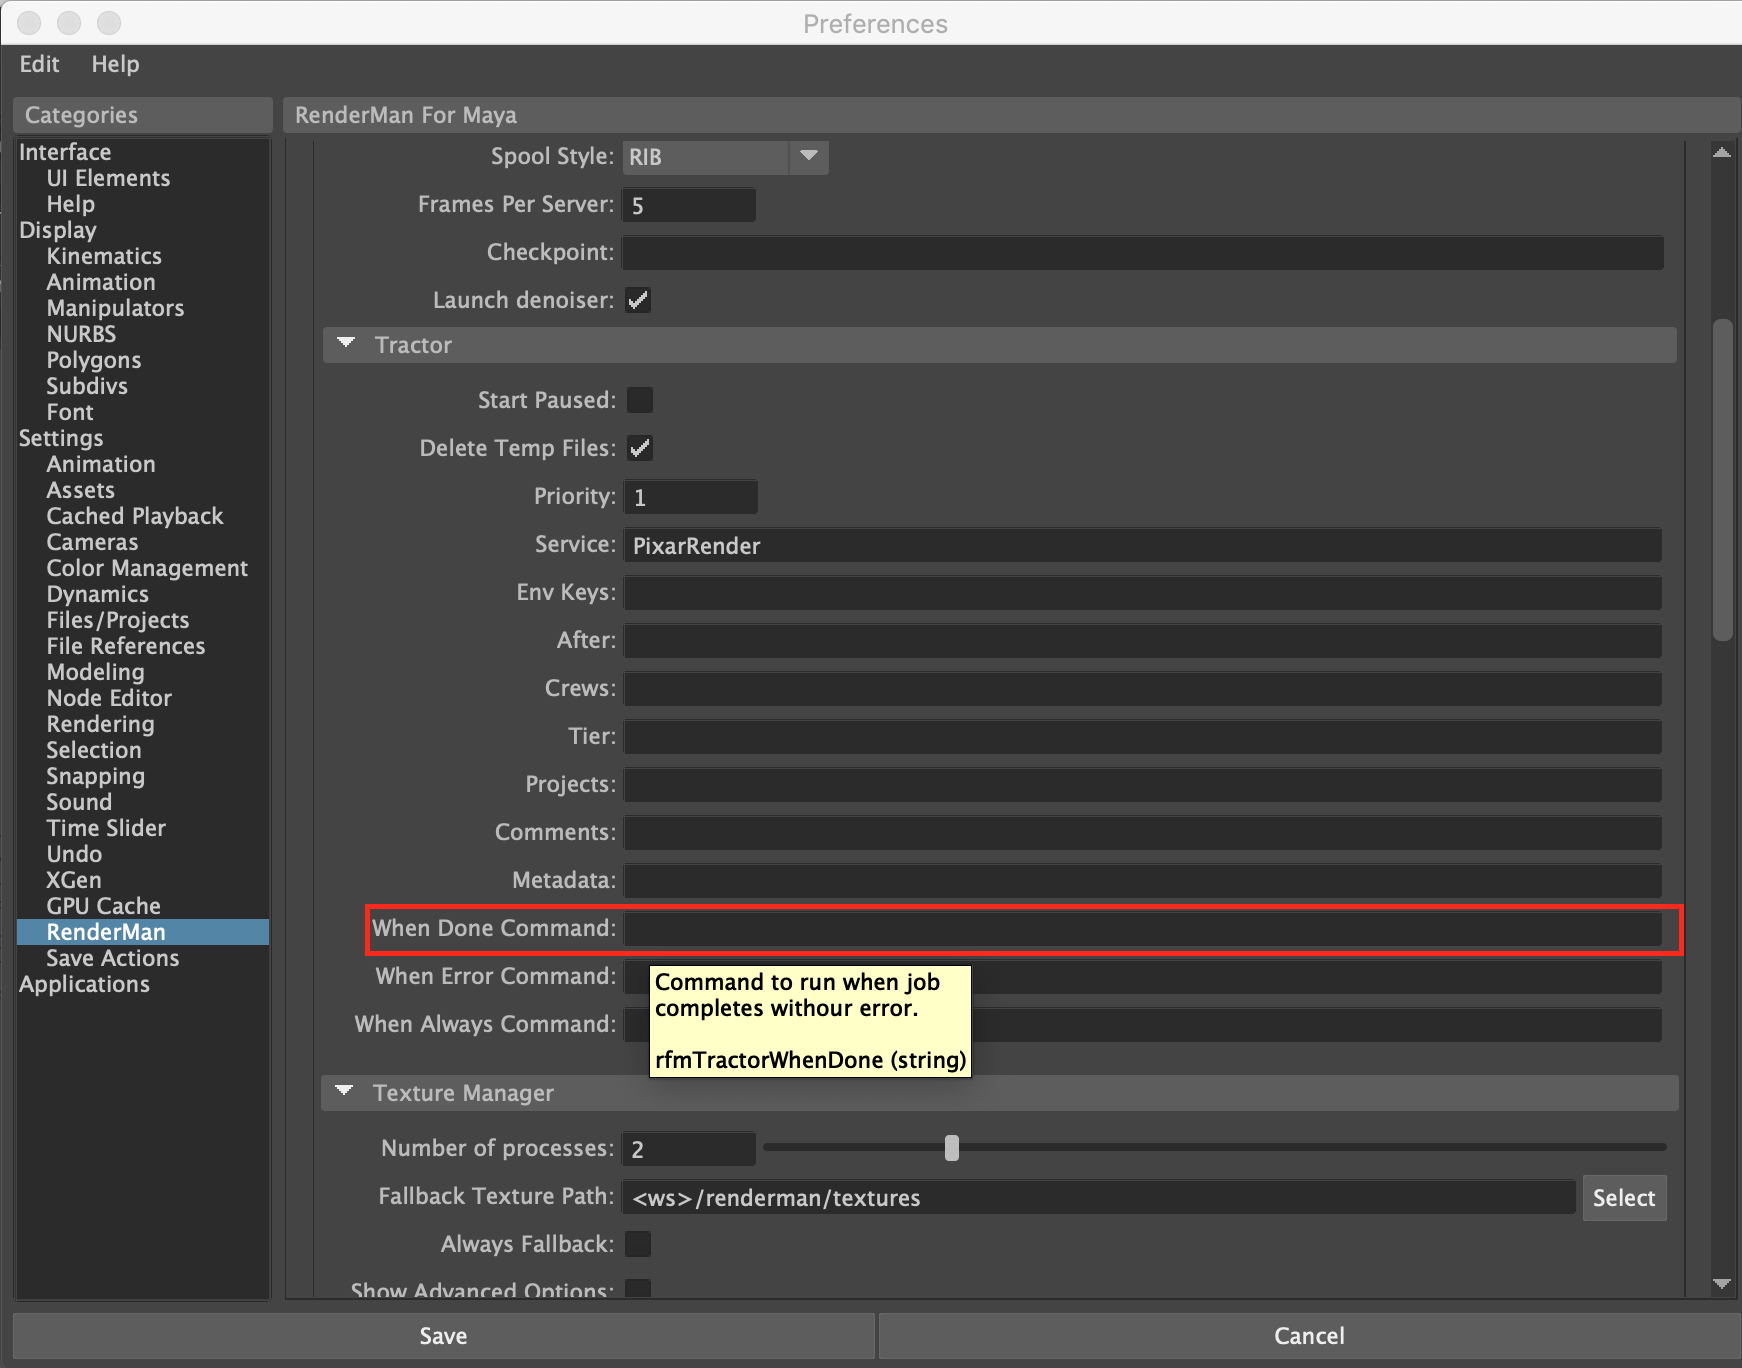 Preferences
Edit Help
Categories
Interface
UI Elements
Help
Display
Kinematics
Animation
Manipulators
NURBS
Polygons
Subdivs
Font
Settings
Animation
Assets
Cached Playback
Cameras
Color Management
Dynamics
Files/Projects
File References
Modeling
Node Editor
Rendering
Selection
Snapping
Sound
Time Slider
Undo
XGen
GPU Cache
RenderMan
Save Actions
Applications
RenderMan For Maya
Spool Style: RIB
Frames Per Server: 5
Checkpoint:
Launch denoiser:
Tractor
Start Paused:
Delete Temp Files:
Priority: 1
Service: PixarRender
Env Keys:
After:
Crews:
Tier:
Projects:
Comments:
Metadata:
When Done Command:
When Error Command:
When Always Command:
Command to run when job
completes withour error.
rfmTractorWhenDone (string)
Texture Manager
Number of processes: 2
Fallback Texture Path: <ws>/renderman/textures Select
Always Fallback:
Show Advanced Options:
Save Cancel